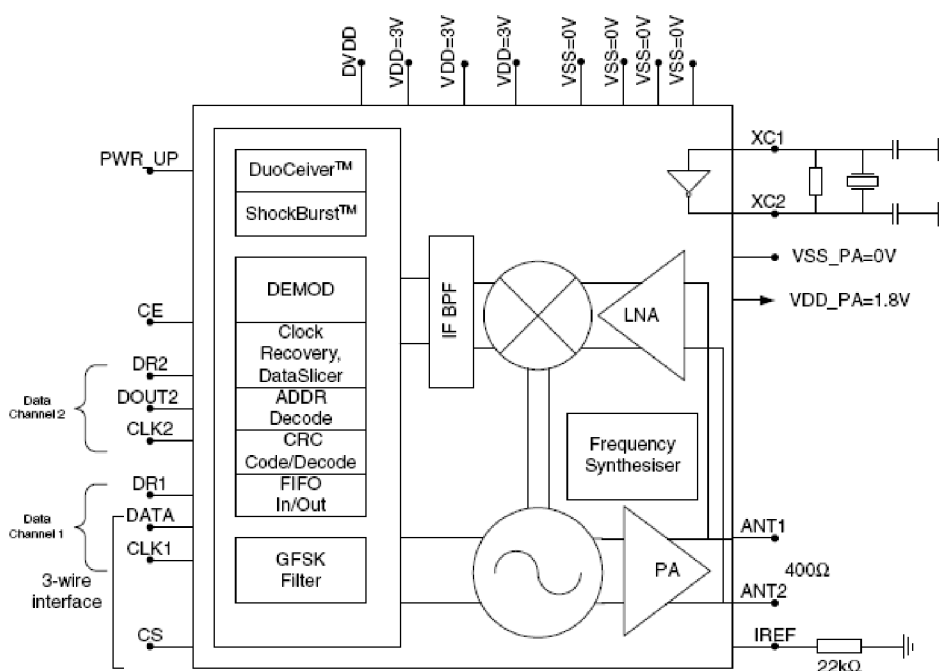 DVDD
VDD=3V
VDD=3V
VDD=3V
VSS=0V
VSS=0V
VSS=0V
VSS=0V
PWR_UP
CE
DR2
DOUT2
CLK2
Data
Channel 2
DR1
DATA
CLK1
Data
Channel 1
3-wire
interface
CS
DuoCeiver™
ShockBurst™
DEMOD
Clock
Recovery,
DataSlicer
ADDR
Decode
CRC
Code/Decode
FIFO
In/Out
GFSK
Filter
IF BPF
LNA
Frequency
Synthesiser
PA
XC1
XC2
VSS_PA=0V
VDD_PA=1.8V
ANT1
400Ω
ANT2
IREF
22kΩ